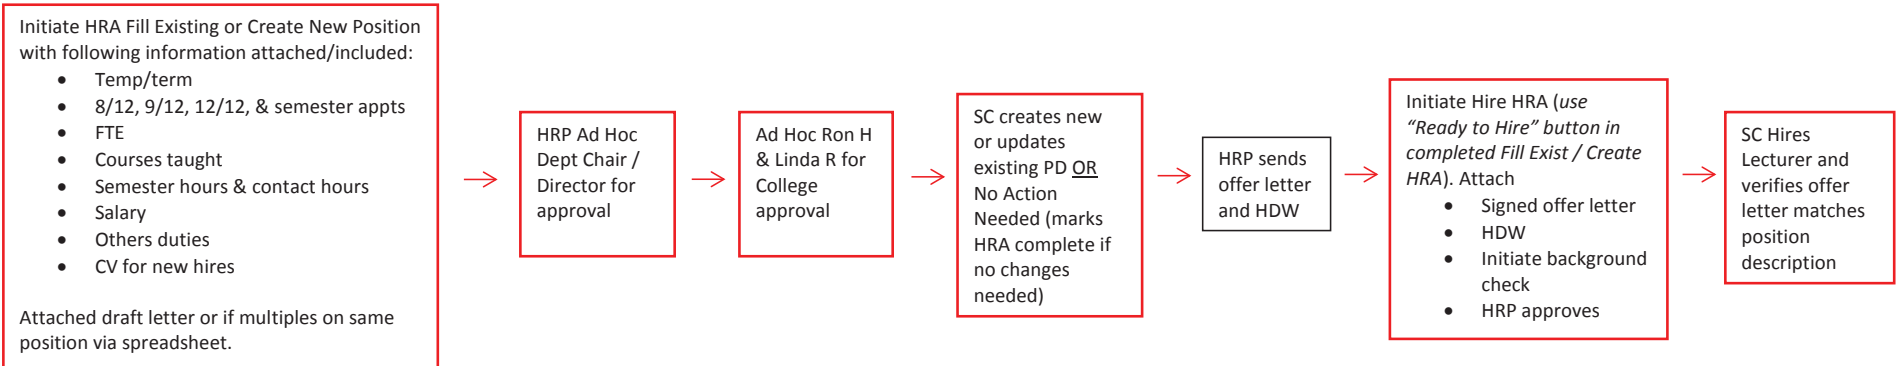 Initiate HRA Fill Existing or Create New Position
with following information attached/included:
• Temp/term
• 8/12, 9/12, 12/12, & semester appts
• FTE
• Courses taught
• Semester hours & contact hours
• Salary
• Others duties
• CV for new hires
Attached draft letter or if multiples on same
position via spreadsheet.
HRP Ad Hoc
Dept Chair /
Director for
approval
Ad Hoc Ron H
& Linda R for
College
approval
SC creates new
or updates
existing PD OR
No Action
Needed (marks
HRA complete if
no changes
needed)
HRP sends
offer letter
and HDW
Initiate Hire HRA (use
“Ready to Hire” button in
completed Fill Exist / Create
HRA). Attach
• Signed offer letter
• HDW
• Initiate background
check
• HRP approves
SC Hires
Lecturer and
verifies offer
letter matches
position
description